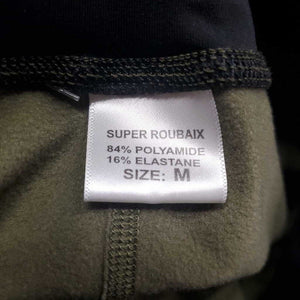 SUPER ROUBAIX
84% POLYAMIDE
16% ELASTANE
SIZE: M